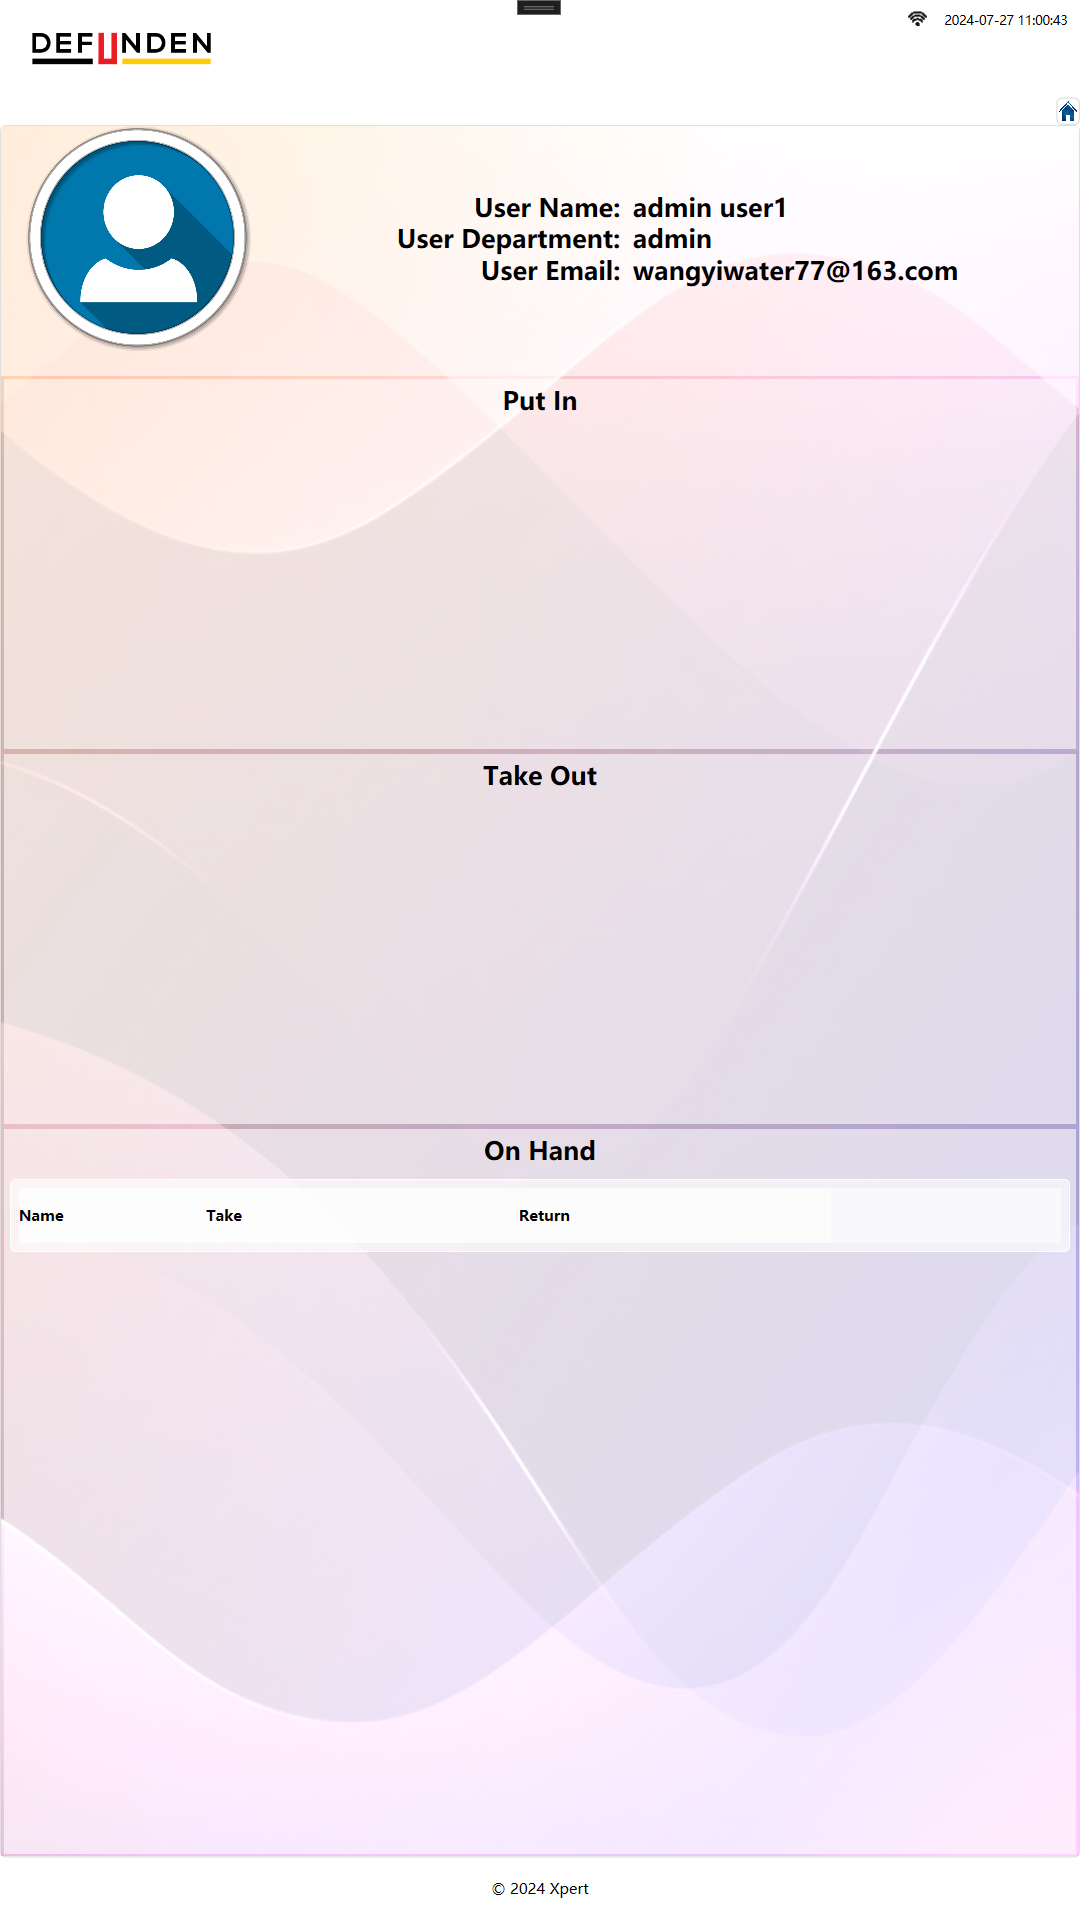 DEFUNDEN
2024-07-27 11:00:43
User Name: admin user1
User Department: admin
User Email: wangyiwater77@163.com
Put In
Take Out
On Hand
Name Take Return
© 2024 Xpert